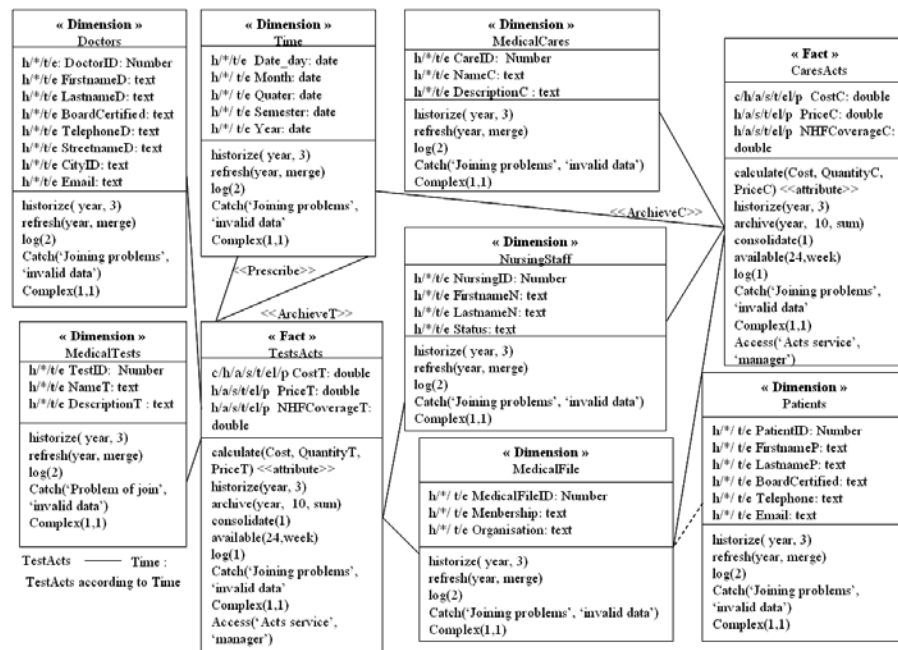 « Dimension »
Doctors
h/*/t/e: DoctorID: Number
h/*/t/e FirstnameD: text
h/*/t/e LastnameD: text
h/*/t/e BoardCertified: text
h/*/t/e TelephoneD: text
h/*/t/e StreetnameD: text
h/*/t/e CityID: text
h/*/t/e Email: text
historize( year, 3)
refresh(year, merge)
log(2)
Catch(‘Joining problems’,
‘invalid data’)
Complex(1,1)
« Dimension »
Time
h/*/t/e Date_day: date
h/*/ t/e Month: date
h/*/ t/e Quater: date
h/*/ t/e Semester: date
h/*/ t/e Year: date
historize( year, 3)
refresh(year, merge)
log(2)
Catch(‘Joining problems’,
‘invalid data’
Complex(1,1)
« Dimension »
MedicalCares
h/*/t/e CareID: Number
h/*/t/e NameC: text
h/*/t/e DescriptionC : text
historize( year, 3)
refresh(year, merge)
log(2)
Catch(‘Joining problems’, ‘invalid data’)
Complex(1,1)
« Fact »
CaresActs
c/h/a/s/t/el/p CostC: double
h/a/s/t/el/p PriceC: double
h/a/s/t/el/p NHFCoverageC:
double
calculate(Cost, QuantityC,
PriceC) <<attribute>>
historize(year, 3)
archive(year, 10, sum)
consolidate(1)
available(24,week)
log(1)
Catch(‘Joining problems’,
‘invalid data’
Complex(1,1)
Access(‘Acts service’,
‘manager’)
<<ArchieveC>>
<<Prescribe>>
<<ArchieveT>>
« Dimension »
NursingStaff
h/*/t/e NursingID: Number
h/*/t/e FirstnameN: text
h/*/t/e LastnameN: text
h/*/t/e Status: text
historize( year, 3)
refresh(year, merge)
log(2)
Catch(‘Joining problems’, ‘invalid data’)
Complex(1,1)
« Dimension »
MedicalTests
h/*/t/e TestID: Number
h/*/t/e NameT: text
h/*/t/e DescriptionT : text
historize( year, 3)
refresh(year, merge)
log(2)
Catch(‘Problem of join’,
‘invalid data’)
Complex(1,1)
« Fact »
TestsActs
c/h/a/s/t/el/p CostT: double
h/a/s/t/el/p PriceT: double
h/a/s/t/el/p NHFCoverageT:
double
calculate(Cost, QuantityT,
PriceT) <<attribute>>
historize(year, 3)
archive(year, 10, sum)
consolidate(1)
available(24,week)
log(1)
Catch(‘Joining problems’,
‘invalid data’
Complex(1,1)
Access(‘Acts service’,
‘manager’)
« Dimension »
MedicalFile
h/*/ t/e MedicalFileID: Number
h/*/ t/e Menbership: text
h/*/ t/e Organisation: text
historize( year, 3)
refresh(year, merge)
log(2)
Catch(‘Joining problems’, ‘invalid data’)
Complex(1,1)
« Dimension »
Patients
h/*/ t/e PatientID: Number
h/*/ t/e FirstnameP: text
h/*/ t/e LastnameP: text
h/*/ t/e BoardCertified: text
h/*/ t/e Telephone: text
h/*/ t/e Email: text
historize( year, 3)
refresh(year, merge)
log(2)
Catch(‘Joining problems’,
‘invalid data’)
Complex(1,1)
TestActs Time :
TestActs according to Time